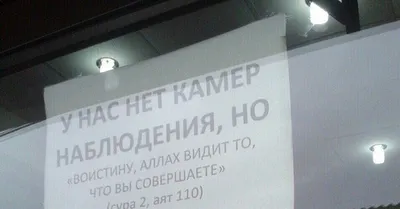 У НАС НЕТ КАМЕР
НАБЛЮДЕНИЯ, НО
«ВОИСТИНУ, АЛЛАХ ВИДИТ ТО,
ЧТО ВЫ СОВЕРШАЕТЕ»
(сура 2, аят 110)